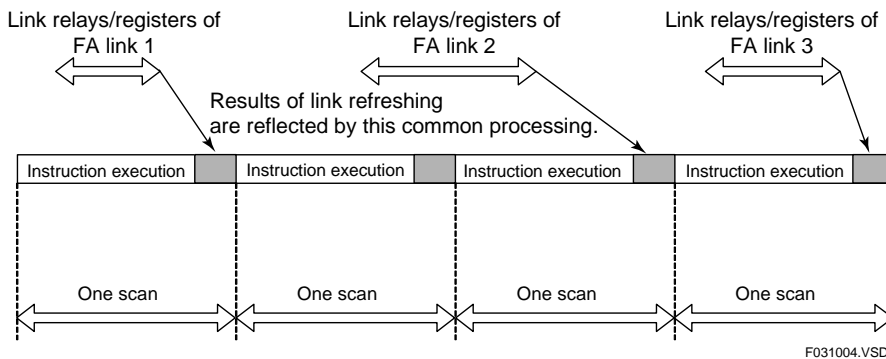 Link relays/registers of
FA link 1
Link relays/registers of
FA link 2
Link relays/registers of
FA link 3
Results of link refreshing
are reflected by this common processing.
Instruction execution
Instruction execution
Instruction execution
Instruction execution
One scan
One scan
One scan
One scan
F031004.VSD